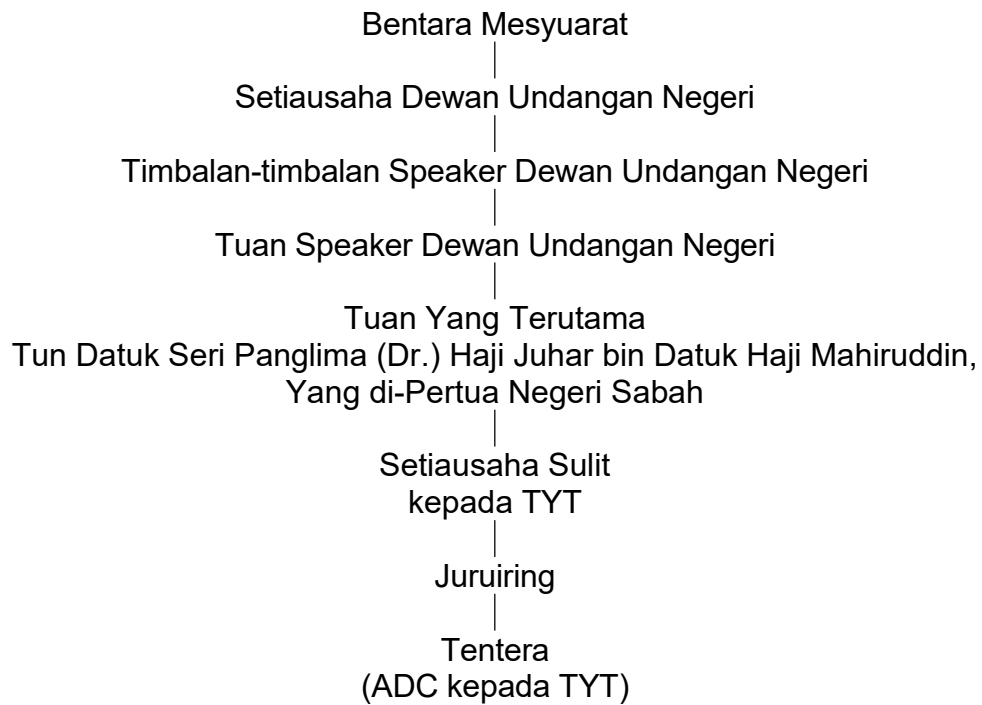 Bentara Mesyuarat
Setiausaha Dewan Undangan Negeri
Timbalan-timbalan Speaker Dewan Undangan Negeri
Tuan Speaker Dewan Undangan Negeri
Tuan Yang Terutama
Tun Datuk Seri Panglima (Dr.) Haji Juhar bin Datuk Haji Mahiruddin,
Yang di-Pertua Negeri Sabah
Setiausaha Sulit
kepada TYT
Juruiring
Tentera
(ADC kepada TYT)